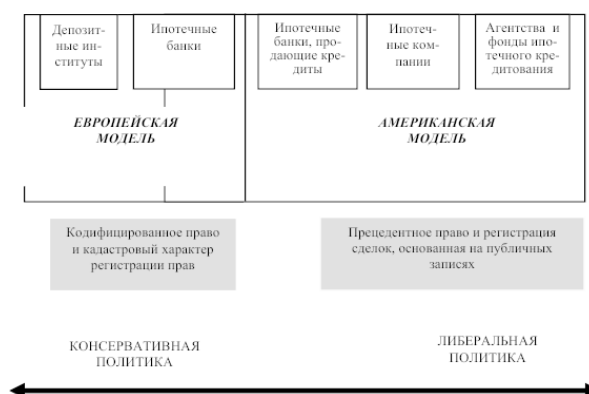 Депозит-
ные ин-
ституты
Ипотечные
банки
Ипотечные
банки, про-
дающие кре-
диты
Ипотеч-
ные ком-
пании
Агентства и
фонды ипо-
течного кре-
дитования
ЕВРОПЕЙСКАЯ
МОДЕЛЬ
АМЕРИКАНСКАЯ
МОДЕЛЬ
Кодифицированное право
и кадастровый характер
регистрации прав
Прецедентное право и регистрация
сделок, основанная на публичных
записях
КОНСЕРВАТИВНАЯ
ПОЛИТИКА
ЛИБЕРАЛЬНАЯ
ПОЛИТИКА